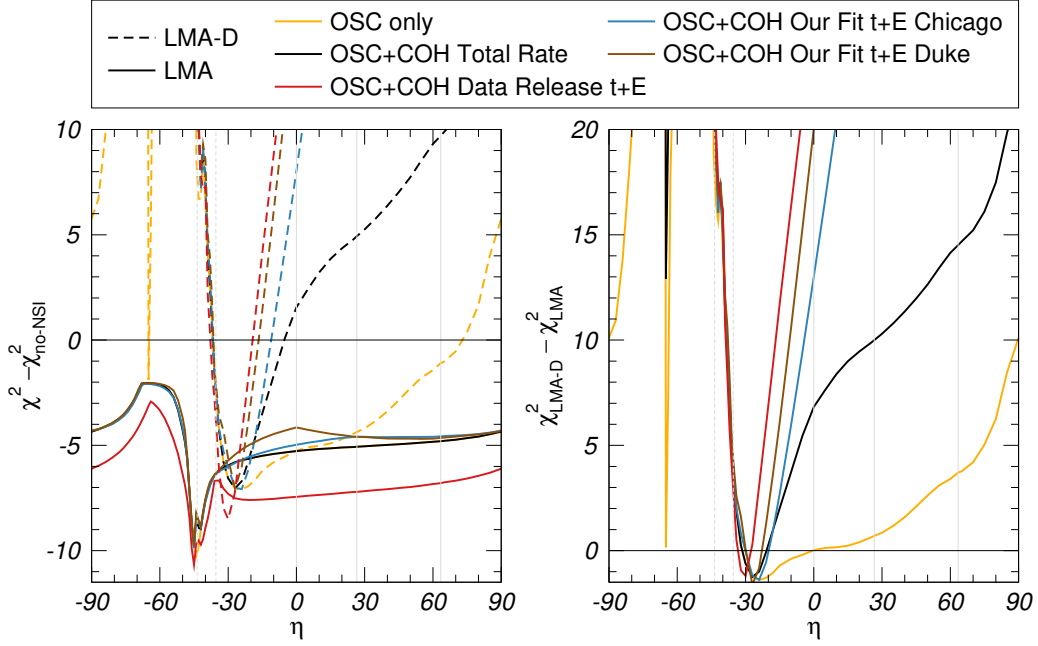 LMA-D
LMA
OSC only
OSC+COH Total Rate
OSC+COH Data Release t+E
OSC+COH Our Fit t+E Chicago
OSC+COH Our Fit t+E Duke
10
5
0
-5
-10
χ² − χ²no-NSI
-90 -60 -30 0 30 60 90
η
20
15
10
5
0
χ²LMA-D − χ²LMA
-90 -60 -30 0 30 60 90
η